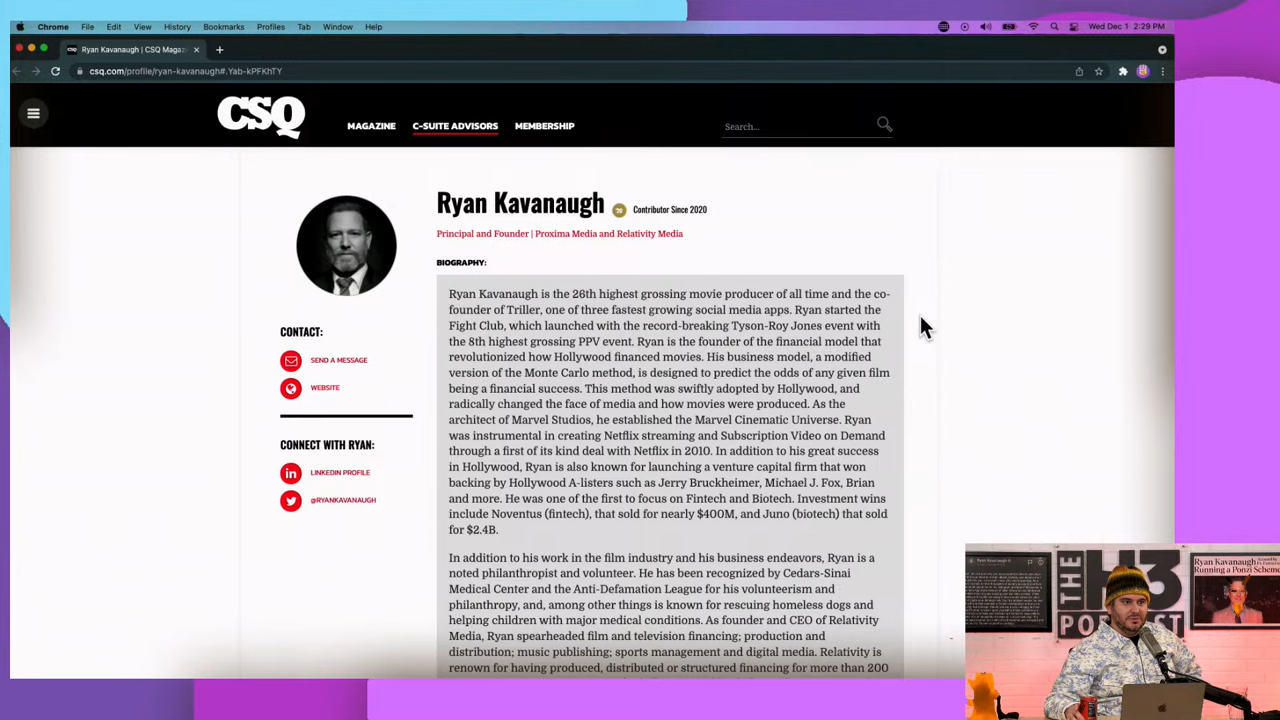 Chrome File Edit View History Bookmarks Profiles Tab Window Help Wed Dec 1 2:29 PM
Ryan Kavanaugh | CSQ Magaz
csq.com/profile/ryan-kavanaugh#.Yab-kPFKhTY
CSQ MAGAZINE C-SUITE ADVISORS MEMBERSHIP Search...
Ryan Kavanaugh Contributor Since 2020
Principal and Founder | Proxima Media and Relativity Media
BIOGRAPHY:
Ryan Kavanaugh is the 26th highest grossing movie producer of all time and the co-
founder of Triller, one of three fastest growing social media apps. Ryan started the
Fight Club, which launched with the record-breaking Tyson-Roy Jones event with
the 8th highest grossing PPV event. Ryan is the founder of the financial model that
revolutionized how Hollywood financed movies. His business model, a modified
version of the Monte Carlo method, is designed to predict the odds of any given film
being a financial success. This method was swiftly adopted by Hollywood, and
radically changed the face of media and how movies were produced. As the
architect of Marvel Studios, he established the Marvel Cinematic Universe. Ryan
was instrumental in creating Netflix streaming and Subscription Video on Demand
through a first of its kind deal with Netflix in 2010. In addition to his great success
in Hollywood, Ryan is also known for launching a venture capital firm that won
backing by Hollywood A-listers such as Jerry Bruckheimer, Michael J. Fox, Brian
and more. He was one of the first to focus on Fintech and Biotech. Investment wins
include Noventus (fintech), that sold for nearly $400M, and Juno (biotech) that sold
for $2.4B.
In addition to his work in the film industry and his business endeavors, Ryan is a
noted philanthropist and volunteer. He has been recognized by Cedars-Sinai
Medical Center and the Anti-Defamation League for his volunteerism and
philanthropy, and, among other things is known for rescuing homeless dogs and
helping children with major medical conditions. As founder and CEO of Relativity
Media, Ryan spearheaded film and television financing; production and
distribution; music publishing; sports management and digital media. Relativity is
renown for having produced, distributed or structured financing for more than 200
CONTACT:
SEND A MESSAGE
WEBSITE
CONNECT WITH RYAN:
LINKEDIN PROFILE
@RYANKAVANAUGH
THE
Ryan Kavanaugh
Running a Ponzi Scheme